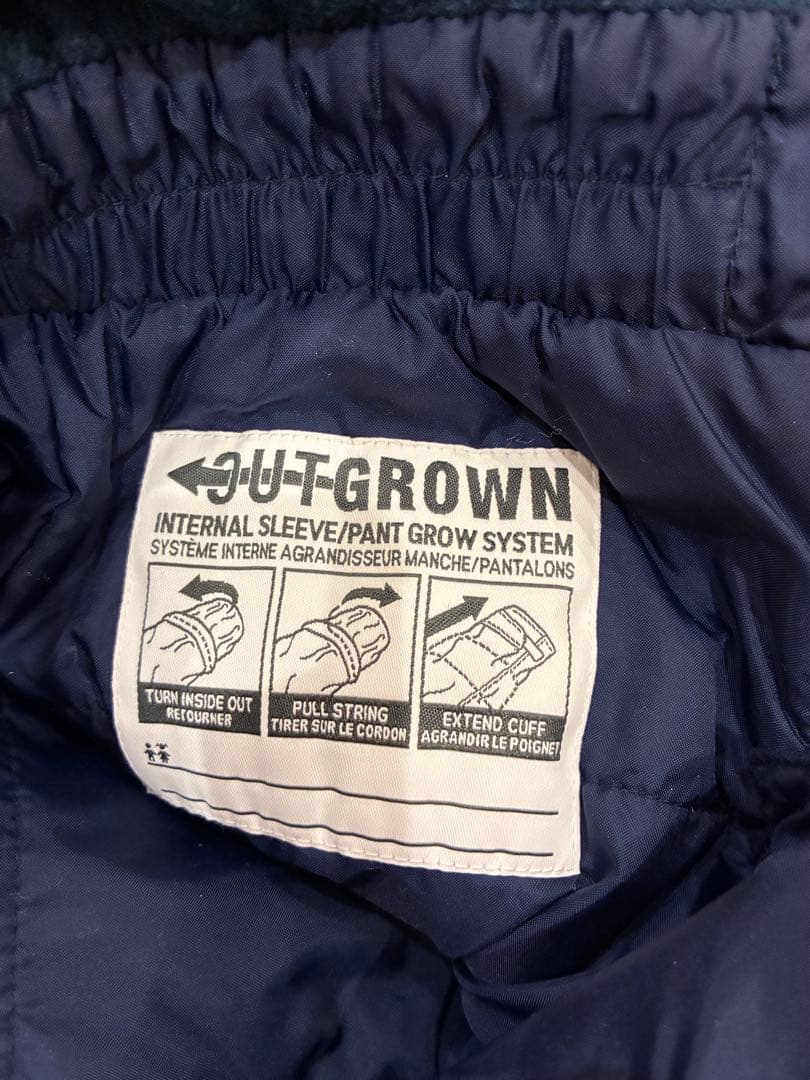 OUTGROWN
INTERNAL SLEEVE/PANT GROW SYSTEM
SYSTÈME INTERNE AGRANDISSEUR MANCHE/PANTALONS
TURN INSIDE OUT
RETOURNER
PULL STRING
TIRER SUR LE CORDON
EXTEND CUFF
AGRANDIR LE POIGNET